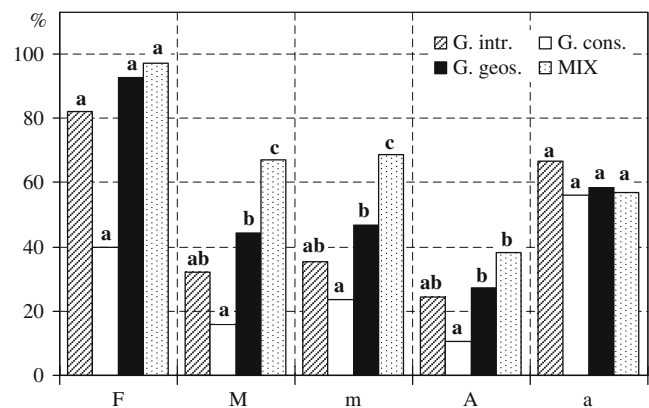 %
G. intr. G. cons.
G. geos. MIX
100
80
60
40
20
0
a a a a
ab a b c
ab a b c
ab a b b
a a a a
F M m A a